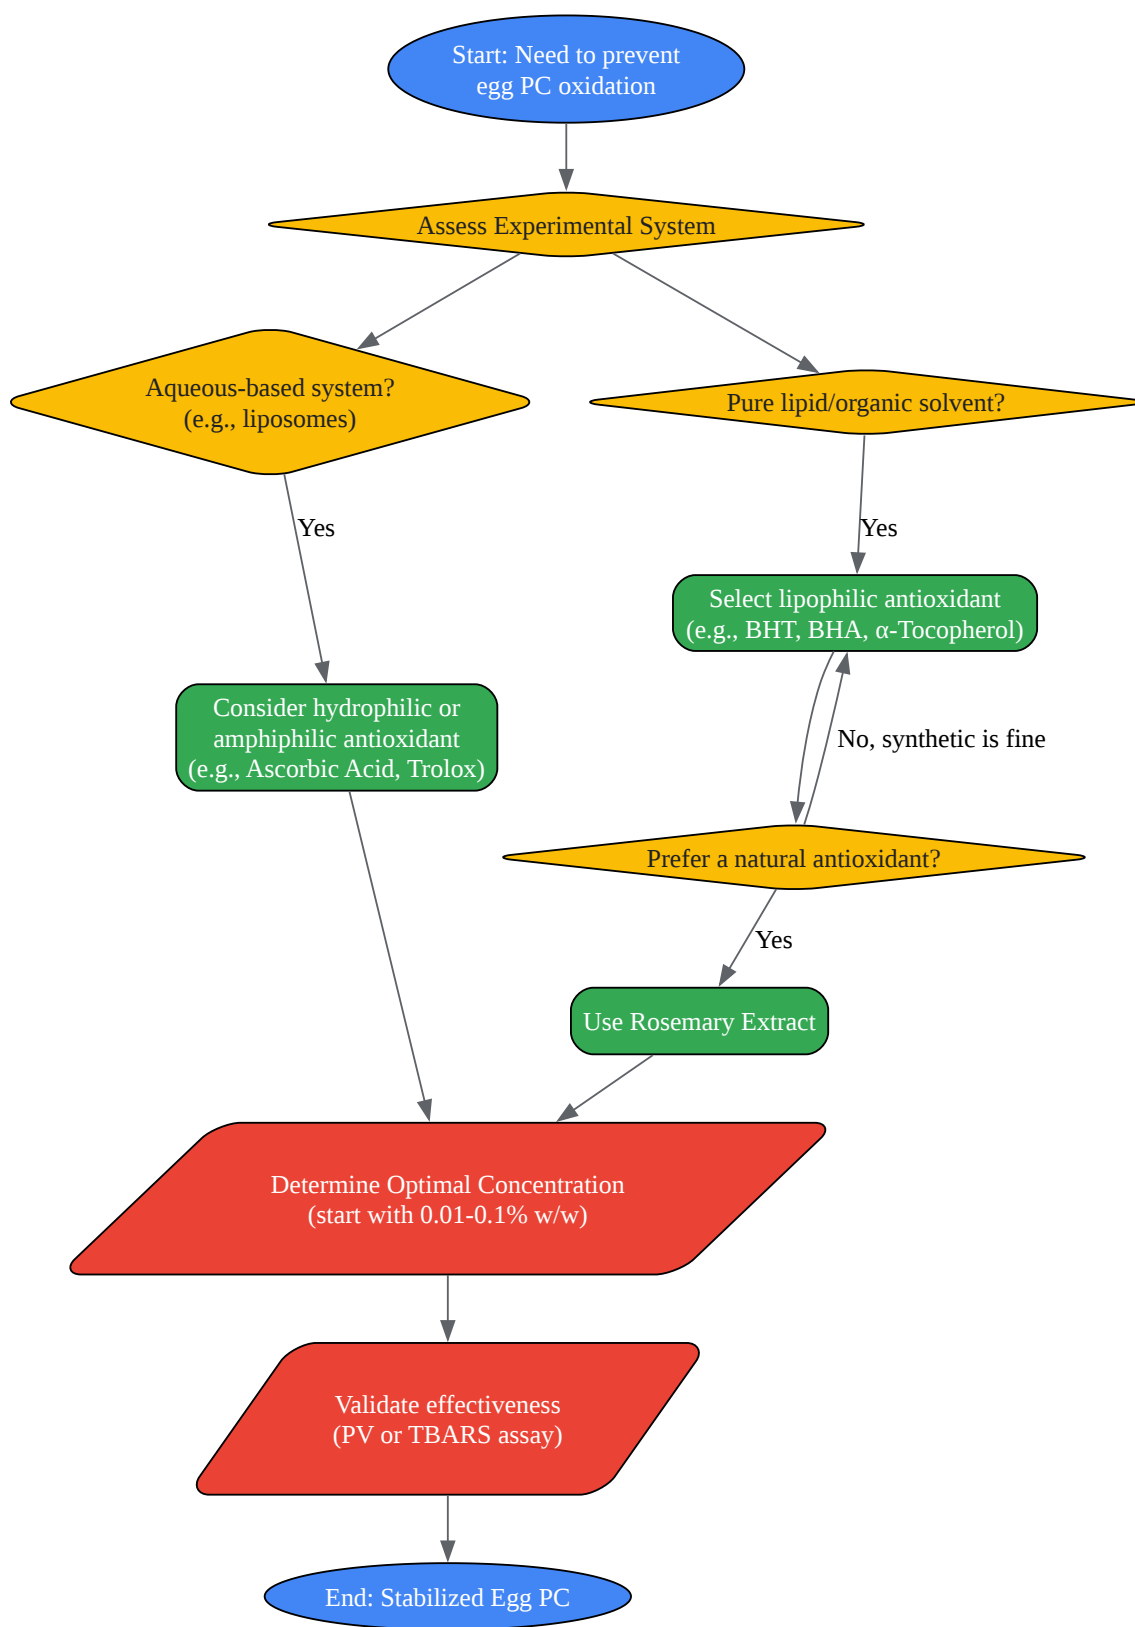 Start: Need to prevent
egg PC oxidation
Assess Experimental System
Aqueous-based system?
(e.g., liposomes)
Pure lipid/organic solvent?
Yes
Yes
Select lipophilic antioxidant
(e.g., BHT, BHA, α-Tocopherol)
Consider hydrophilic or
amphiphilic antioxidant
(e.g., Ascorbic Acid, Trolox)
No, synthetic is fine
Prefer a natural antioxidant?
Yes
Use Rosemary Extract
Determine Optimal Concentration
(start with 0.01-0.1% w/w)
Validate effectiveness
(PV or TBARS assay)
End: Stabilized Egg PC